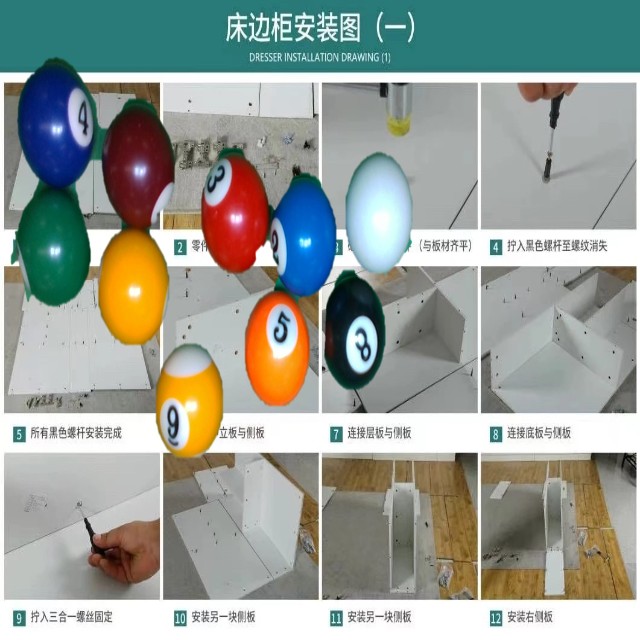 床边柜安装图（一）
DRESSER INSTALLATION DRAWING (1)
4
3
2
5
8
9
2 零件
3 （与板材齐平）
4 拧入黑色螺杆至螺纹消失
5 所有黑色螺杆安装完成
立板与侧板
7 连接层板与侧板
8 连接底板与侧板
9 拧入三合一螺丝固定
10 安装另一块侧板
11 安装另一块侧板
12 安装右侧板